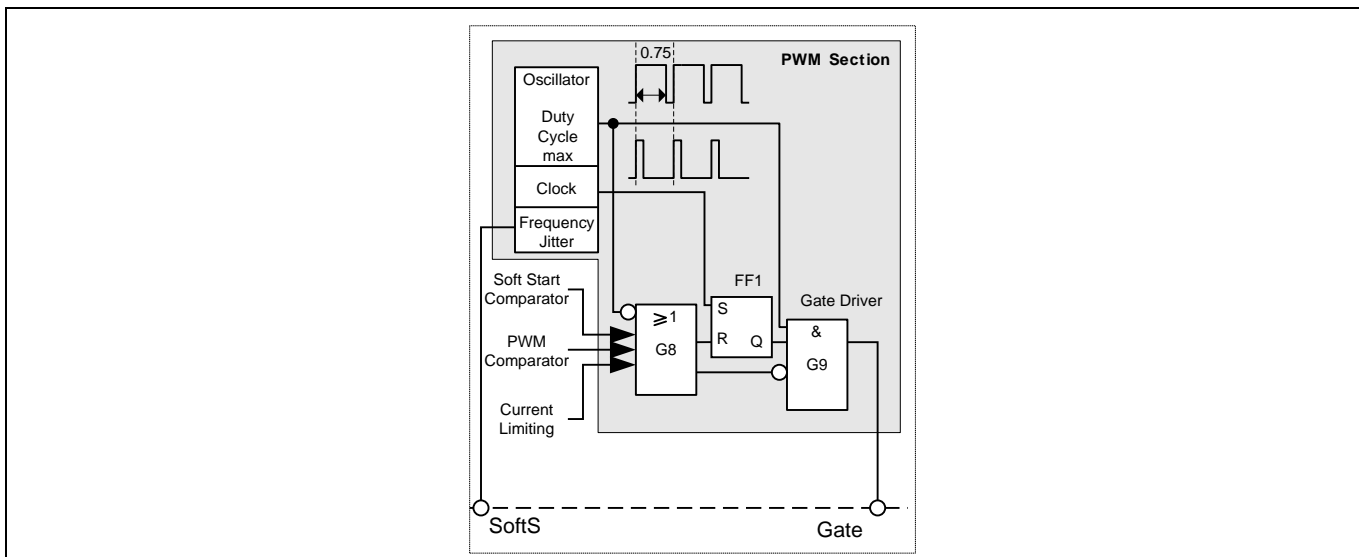 0.75
PWM Section
Oscillator
Duty
Cycle
max
Clock
Frequency
Jitter
Soft Start
Comparator
PWM
Comparator
Current
Limiting
FF1
Gate Driver
S
R
Q
⩾1
G8
&
G9
SoftS
Gate